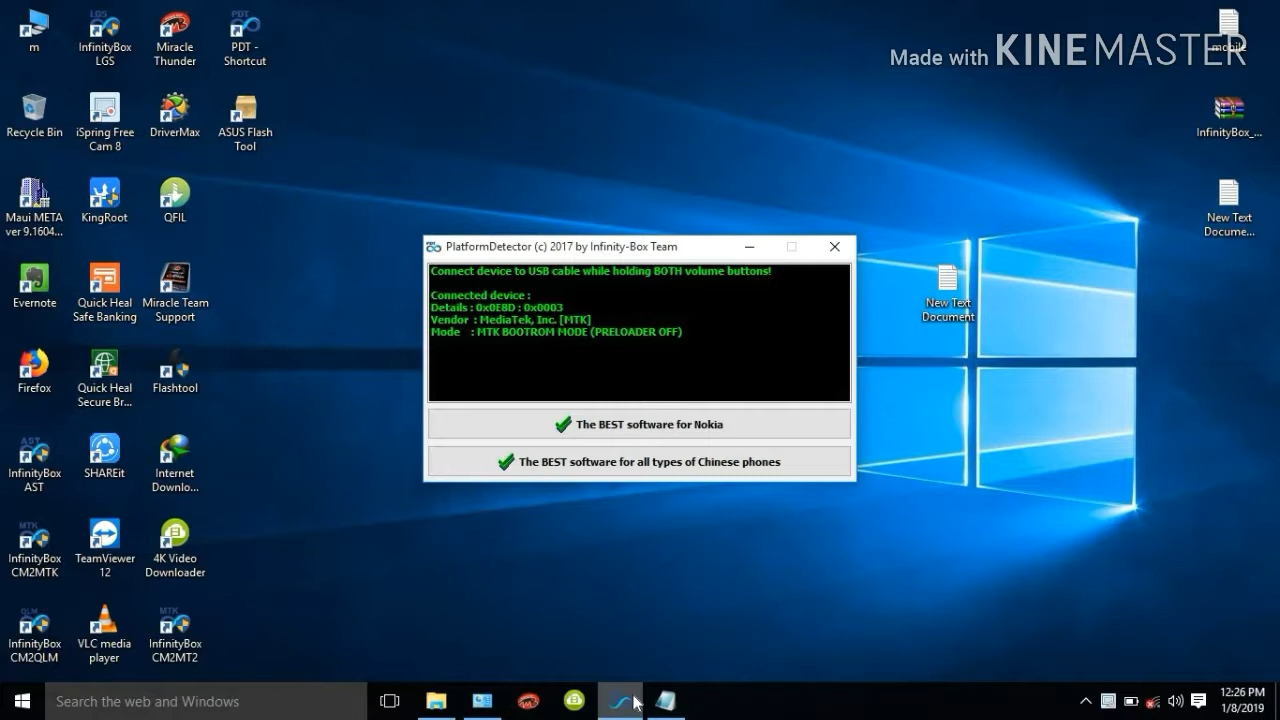 m
InfinityBox
LGS
Miracle
Thunder
PDT -
Shortcut
Made with KINEMASTER
mobile
Recycle Bin
iSpring Free
Cam 8
DriverMax
ASUS Flash
Tool
InfinityBox_...
Maui META
ver 9.1604...
KingRoot
QFIL
New Text
Docume...
PlatformDetector (c) 2017 by Infinity-Box Team
Connect device to USB cable while holding BOTH volume buttons!
Connected device :
Details : 0x0E8D : 0x0003
Vendor : MediaTek, Inc. [MTK]
Mode : MTK BOOTROM MODE (PRELOADER OFF)
The BEST software for Nokia
The BEST software for all types of Chinese phones
New Text
Document
Evernote
Quick Heal
Safe Banking
Miracle Team
Support
Firefox
Quick Heal
Secure Br...
Flashtool
AST
InfinityBox
AST
SHAREit
Internet
Downlo...
MTK
InfinityBox
CM2MTK
TeamViewer
12
4K Video
Downloader
QLM
InfinityBox
CM2QLM
VLC media
player
MTK
InfinityBox
CM2MT2
Search the web and Windows
12:26 PM
1/8/2019